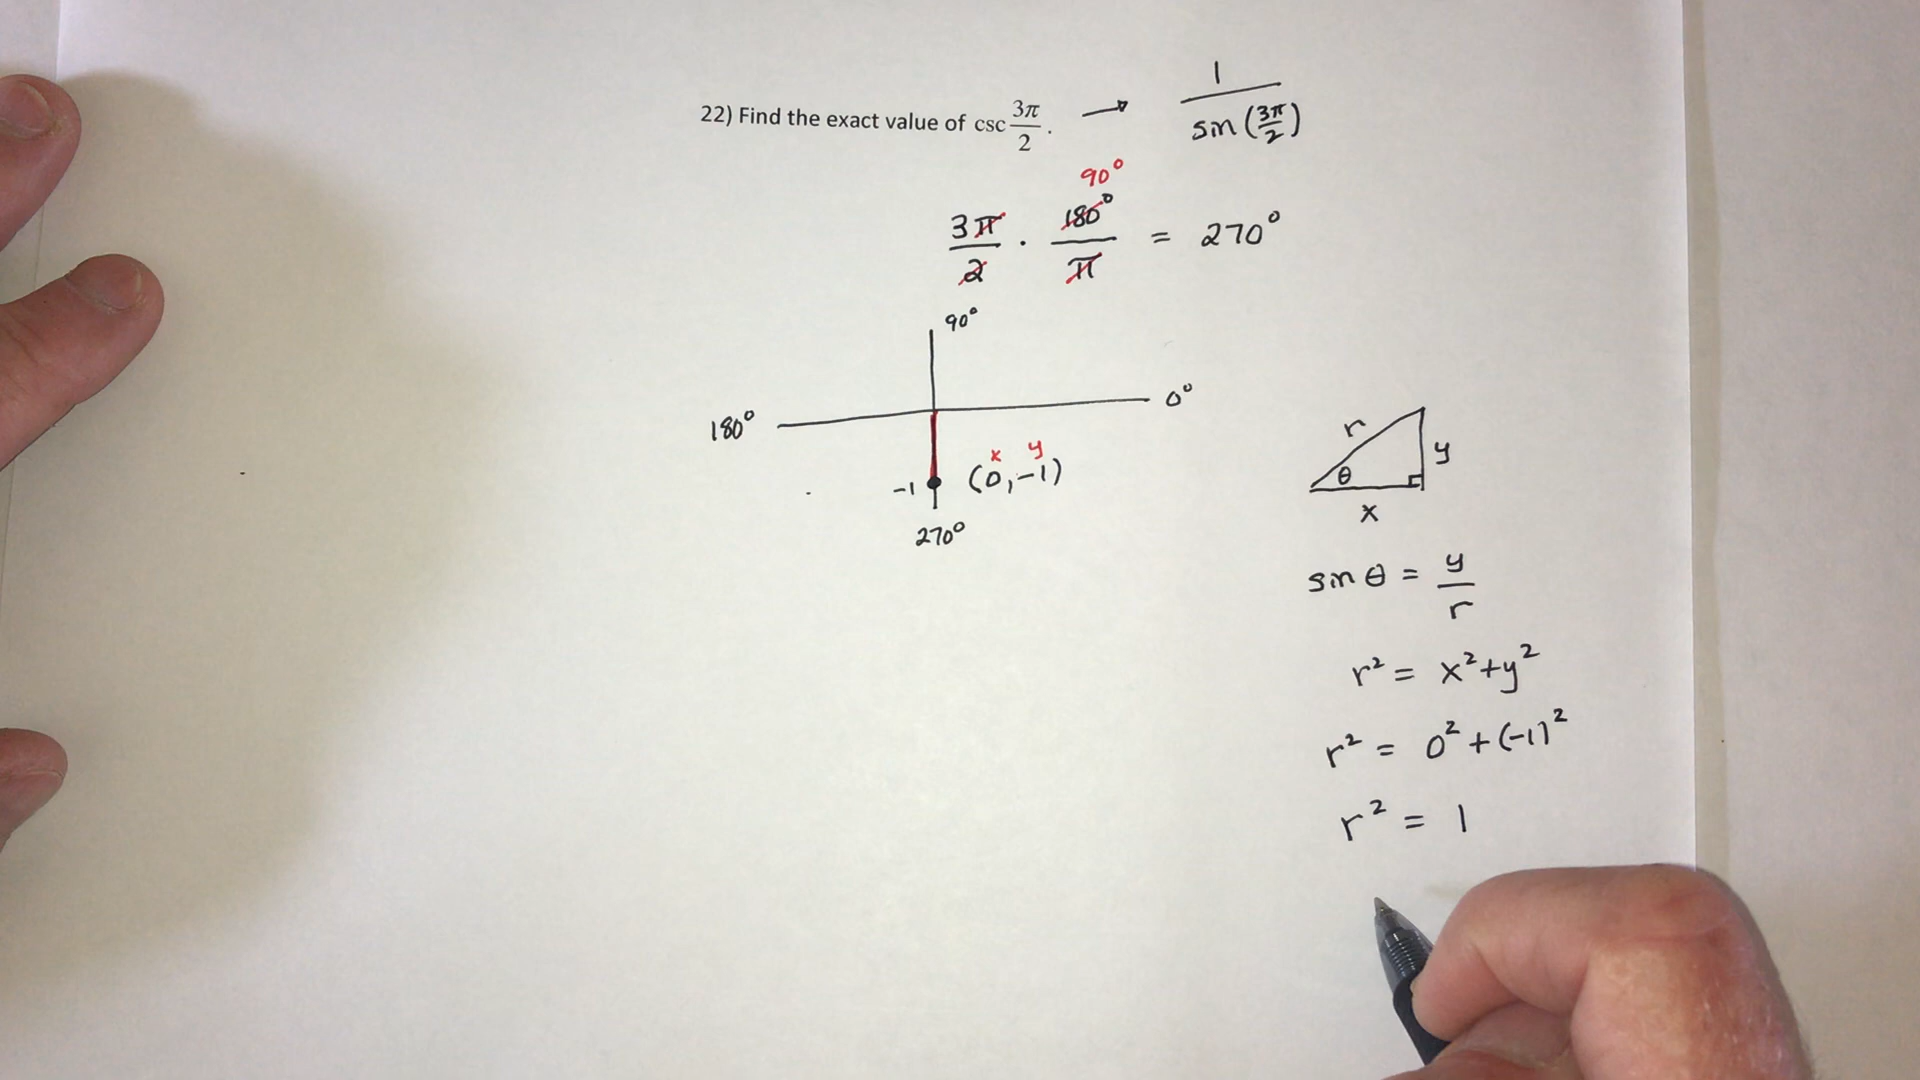 22) Find the exact value of csc 3π/2 . → 1/sin(3π/2)
90°
3π/2 · 180°/π = 270°
90°
180° 0°
x y
-1 (0,-1)
270°
r
θ y
x
sin θ = y/r
r² = x²+y²
r² = 0²+(-1)²
r² = 1